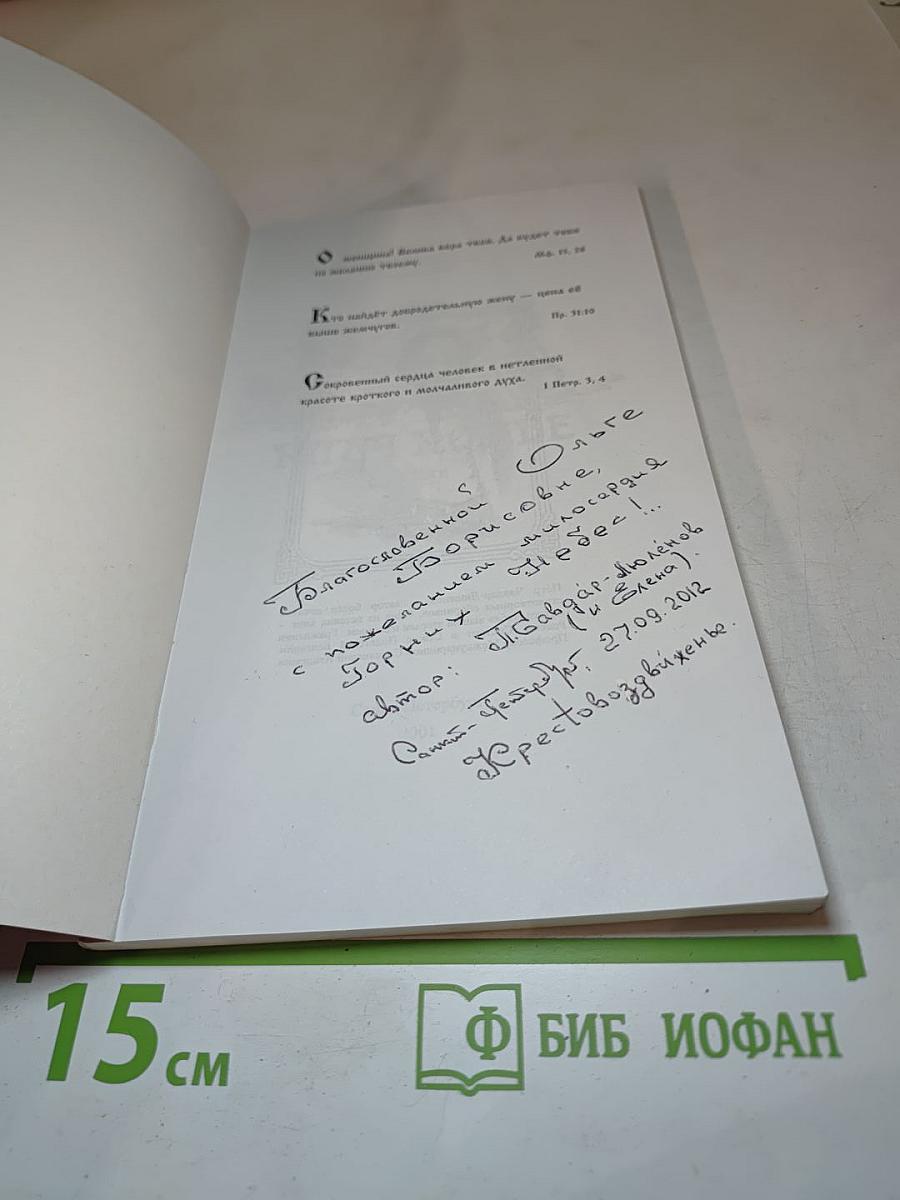 О женщина! Велика вера твоя. Да будет тебе
по желанию твоему.
Мф. 15, 28
Кто найдёт добродетельную жену — цена её
выше жемчугов.
Пр. 31:10
Сокровенный сердца человек в нетленной
красоте кроткого и молчаливого духа.
1 Петр. 3, 4
Благословенной Ольге
Борисовне,
с пожеланием милосердия
Горних Небес!...
автор: П. Савдар-Люленов
(и Елена).
Санкт-Петербург. 27.09.2012
Крестовоздвиженье.
15 см
Ф БИБ ИОФАН